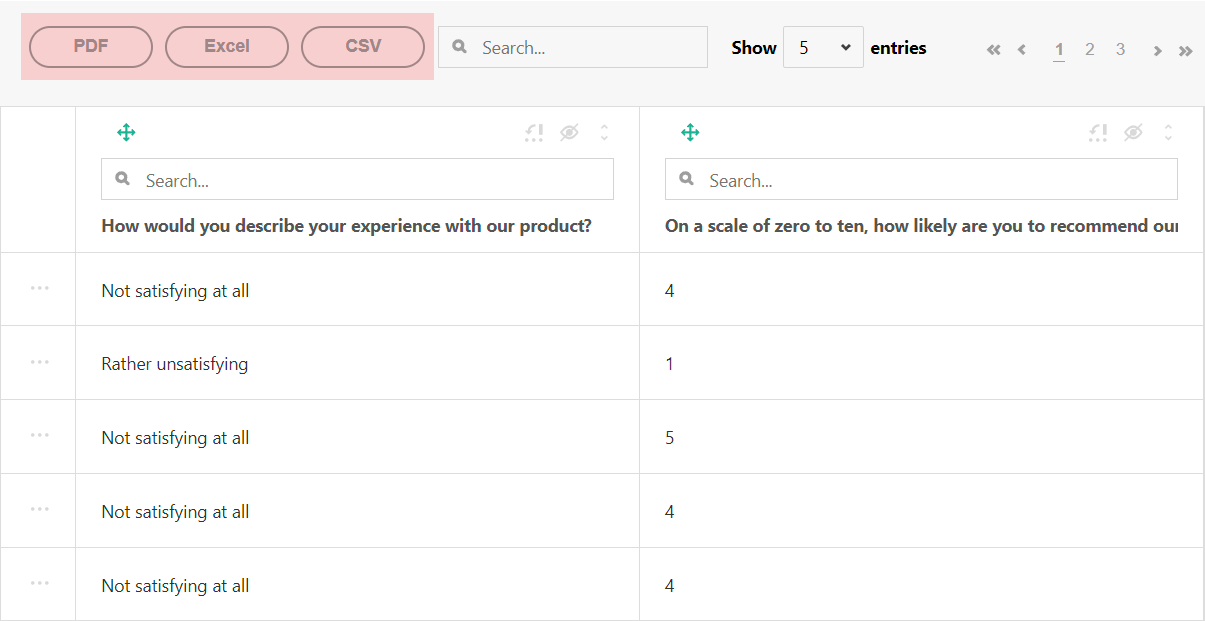 PDF Excel CSV Search... Show 5 entries « ‹ 1 2 3 › »
Search... Search...
How would you describe your experience with our product? On a scale of zero to ten, how likely are you to recommend our
Not satisfying at all 4
Rather unsatisfying 1
Not satisfying at all 5
Not satisfying at all 4
Not satisfying at all 4